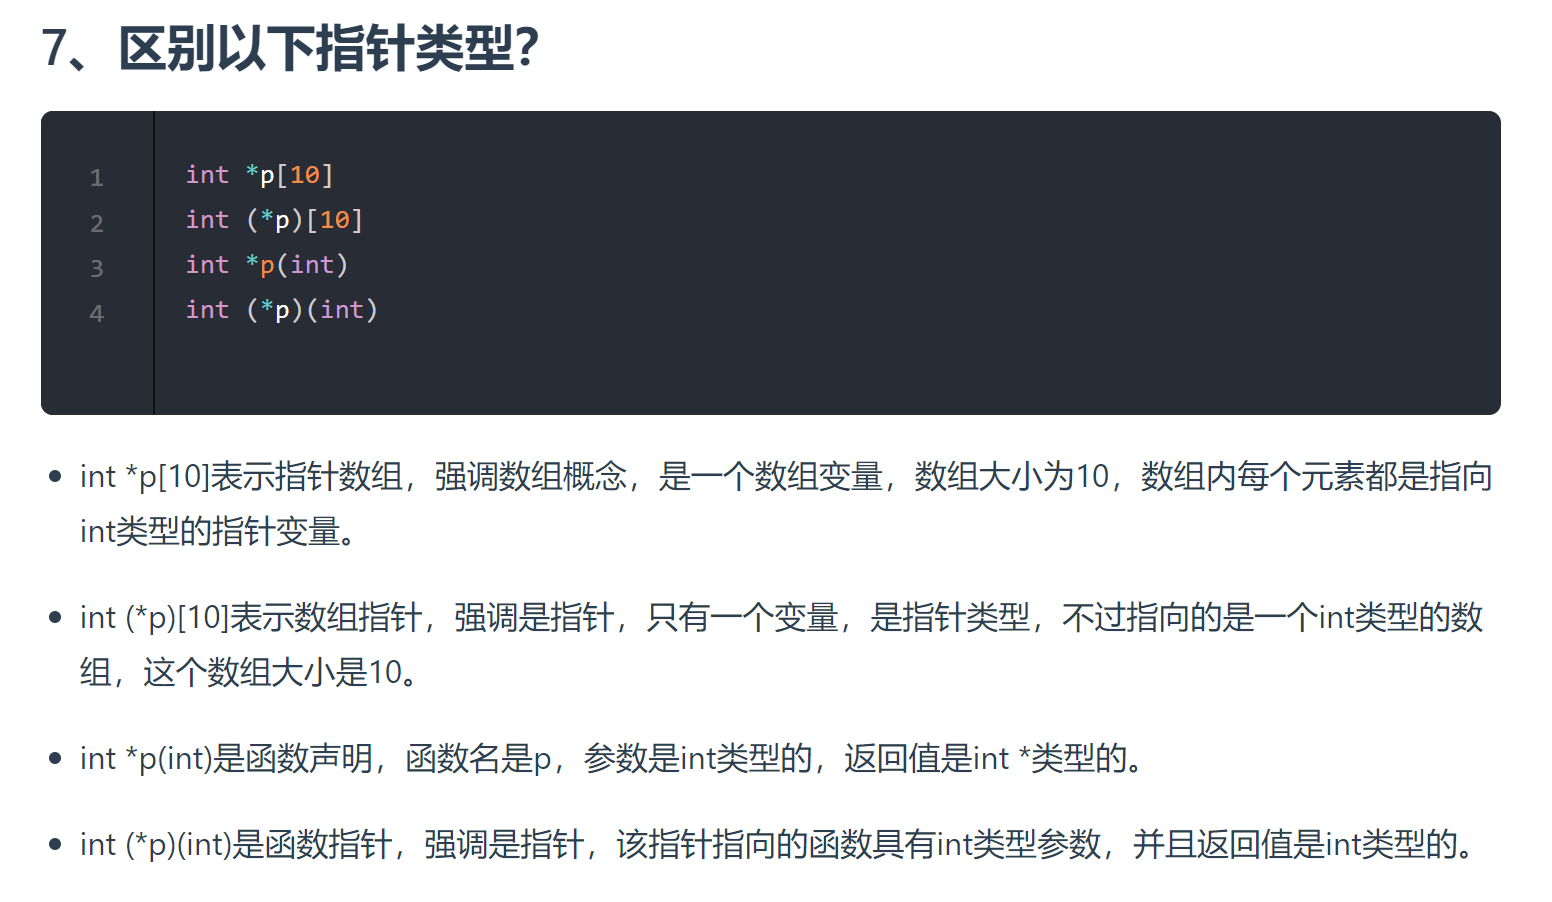 7、区别以下指针类型?
1 int *p[10]
2 int (*p)[10]
3 int *p(int)
4 int (*p)(int)
• int *p[10]表示指针数组，强调数组概念，是一个数组变量，数组大小为10，数组内每个元素都是指向
int类型的指针变量。
• int (*p)[10]表示数组指针，强调是指针，只有一个变量，是指针类型，不过指向的是一个int类型的数
组，这个数组大小是10。
• int *p(int)是函数声明，函数名是p，参数是int类型的，返回值是int *类型的。
• int (*p)(int)是函数指针，强调是指针，该指针指向的函数具有int类型参数，并且返回值是int类型的。